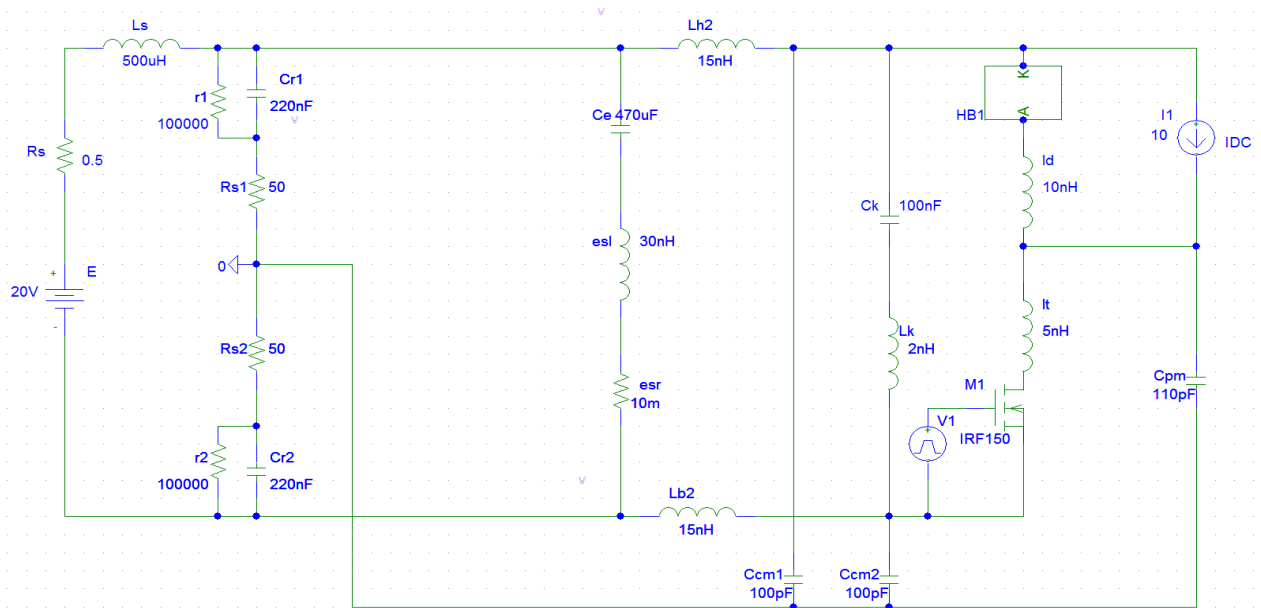 Ls
500uH
Lh2
15nH
r1
100000
Cr1
220nF
Ce 470uF
K
HB1
A
I1
10
IDC
Rs
0.5
Rs1
50
ld
10nH
Ck
100nF
esl
30nH
0
E
+
20V
-
lt
5nH
Rs2
50
Lk
2nH
esr
10m
M1
Cpm
110pF
V1
IRF150
r2
100000
Cr2
220nF
Lb2
15nH
Ccm1
100pF
Ccm2
100pF